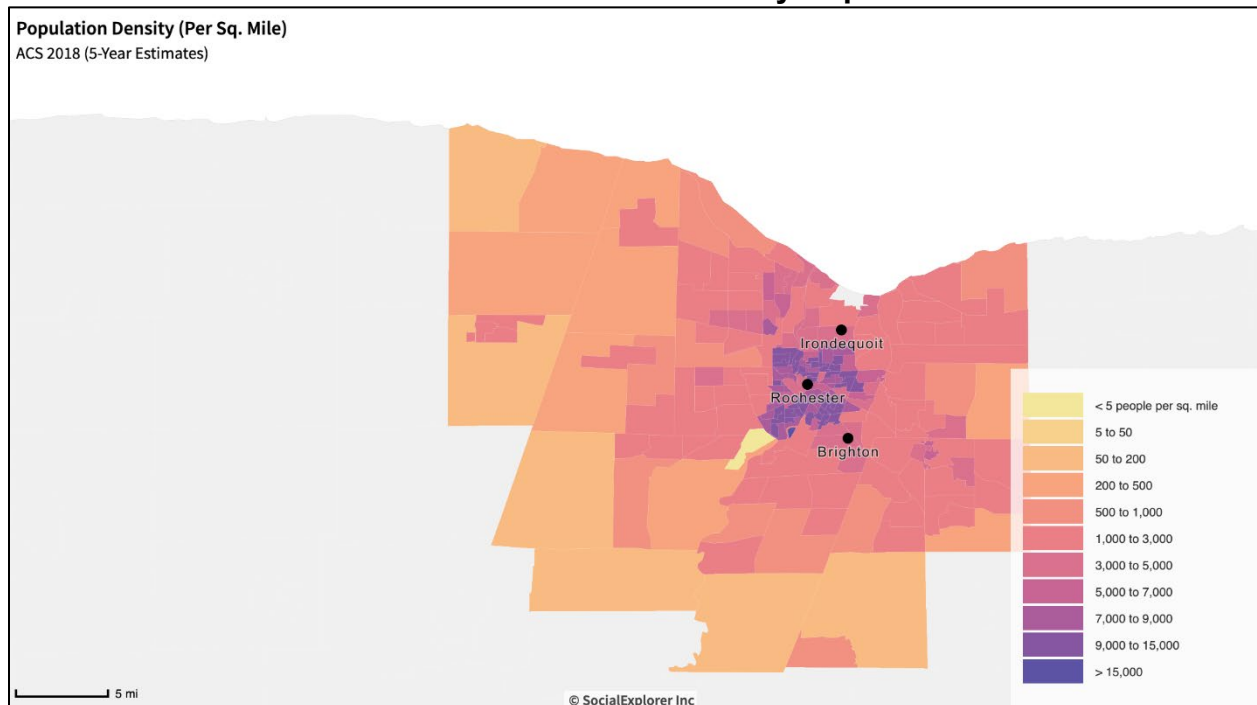 Population Density (Per Sq. Mile)
ACS 2018 (5-Year Estimates)
Irondequoit
Rochester
Brighton
< 5 people per sq. mile
5 to 50
50 to 200
200 to 500
500 to 1,000
1,000 to 3,000
3,000 to 5,000
5,000 to 7,000
7,000 to 9,000
9,000 to 15,000
> 15,000
5 mi
© SocialExplorer Inc